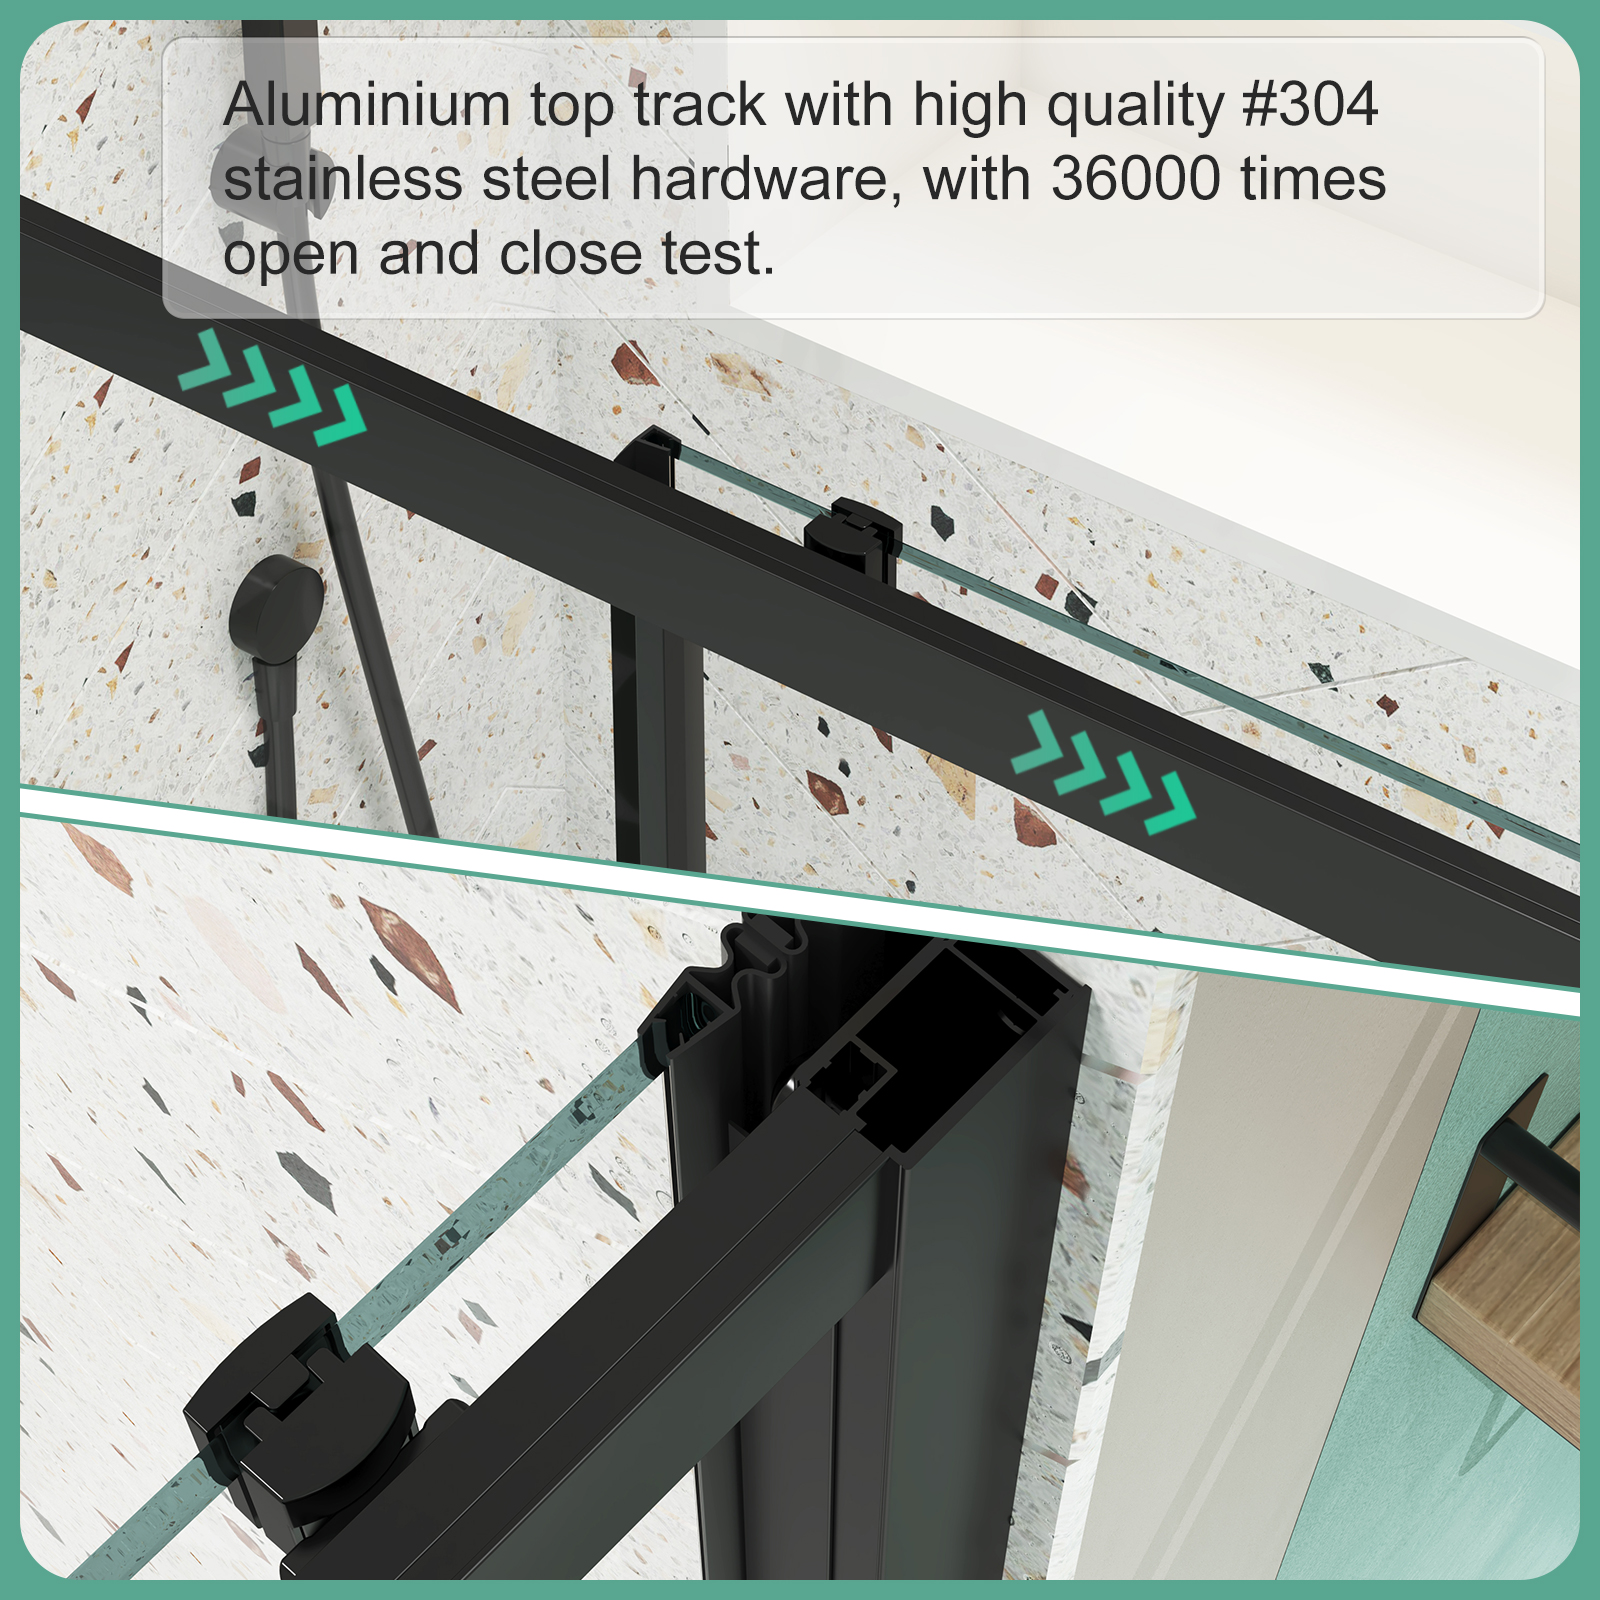 Aluminium top track with high quality #304
stainless steel hardware, with 36000 times
open and close test.